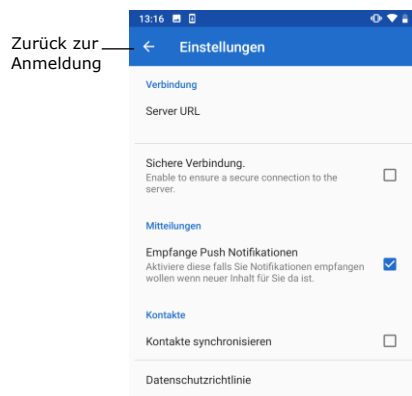 13:16
Zurück zur
Anmeldung
Einstellungen
Verbindung
Server URL
Sichere Verbindung.
Enable to ensure a secure connection to the
server.
Mitteilungen
Empfange Push Notifikationen
Aktiviere diese falls Sie Notifikationen empfangen
wollen wenn neuer Inhalt für Sie da ist.
Kontakte
Kontakte synchronisieren
Datenschutzrichtlinie